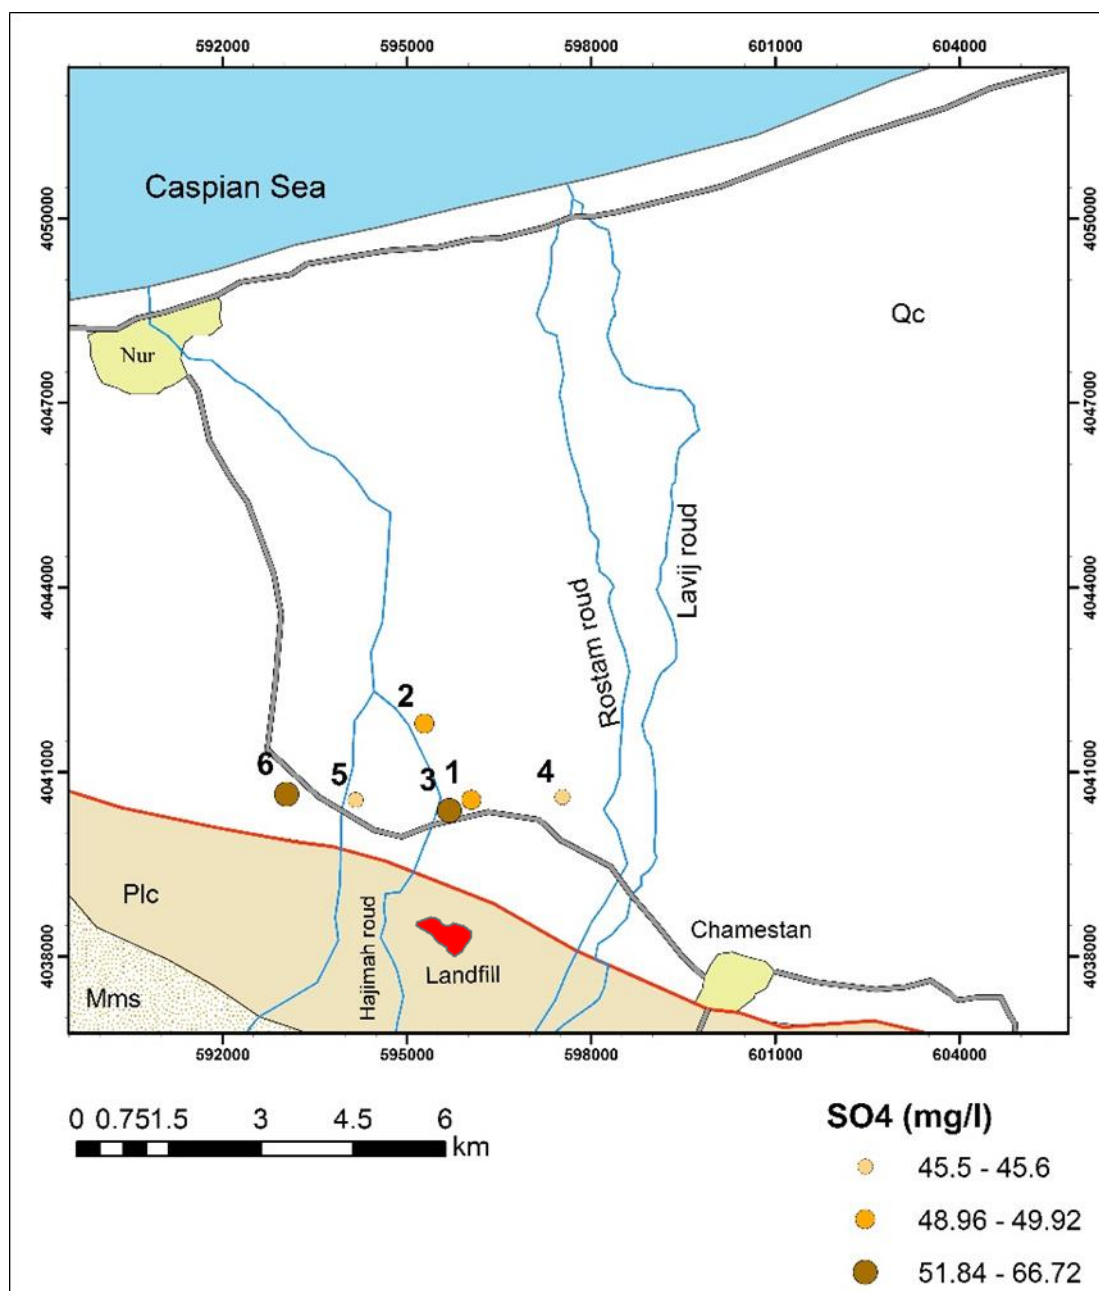 592000 595000 598000 601000 604000
Caspian Sea
4050000 4050000
Qc
Nur
4047000 4047000
Lavij roud
4044000 4044000
Rostam roud
2
6 5 3 1 4
4041000 4041000
Plc
Hajimah roud
Chamestan
4038000 4038000
Landfill
Mms
592000 595000 598000 601000 604000
0 0.751.5 3 4.5 6
km
SO4 (mg/l)
45.5 - 45.6
48.96 - 49.92
51.84 - 66.72